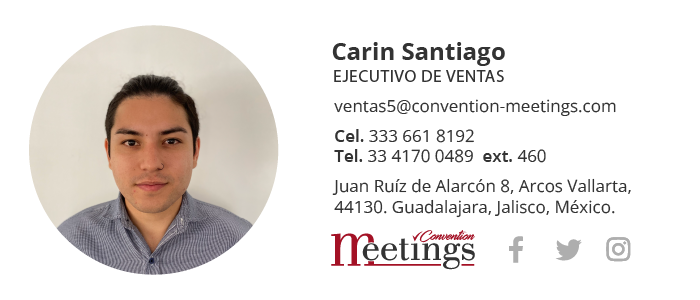 Carin Santiago
EJECUTIVO DE VENTAS
ventas5@convention-meetings.com
Cel. 333 661 8192
Tel. 33 4170 0489 ext. 460
Juan Ruíz de Alarcón 8, Arcos Vallarta,
44130. Guadalajara, Jalisco, México.
Convention
Meetings